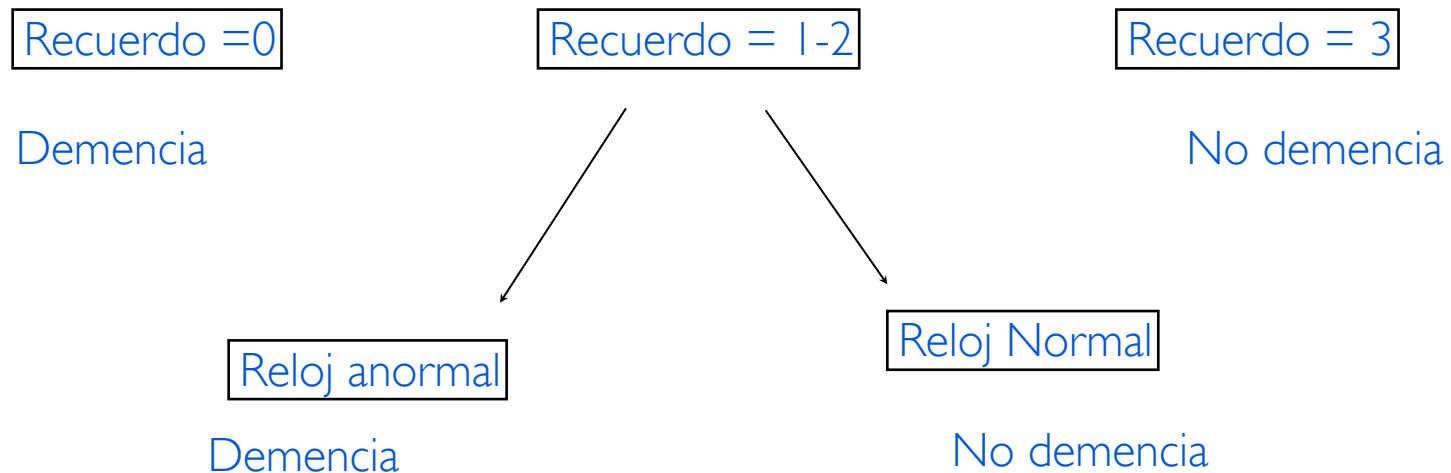 Recuerdo =0
Recuerdo = 1-2
Recuerdo = 3
Demencia
No demencia
Reloj anormal
Reloj Normal
Demencia
No demencia